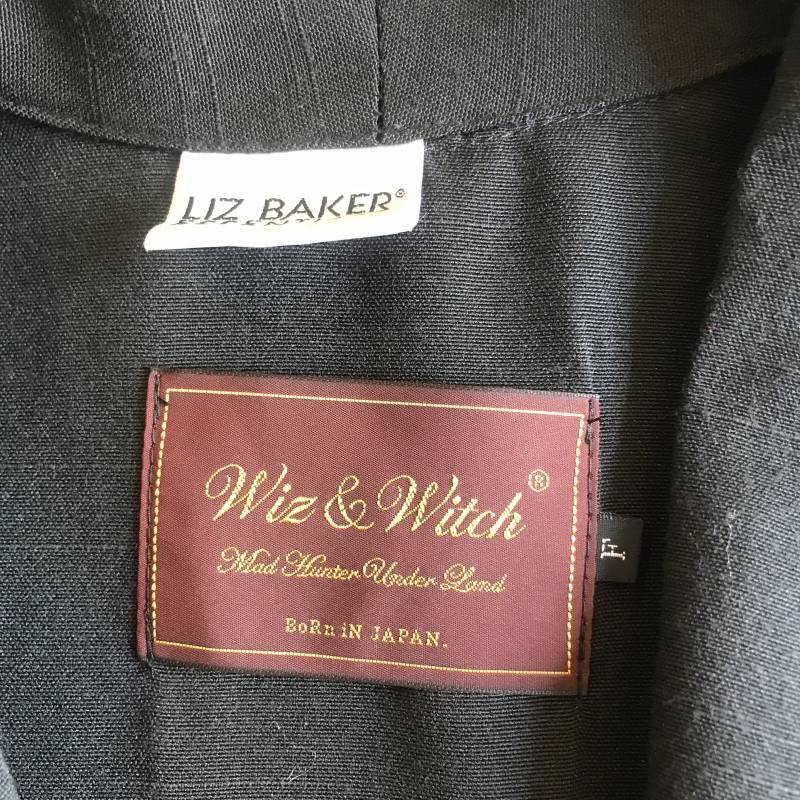 LIZ BAKER®
Wiz & Witch®
Mad Hunter Under Land
BoRn iN JAPAN.
F